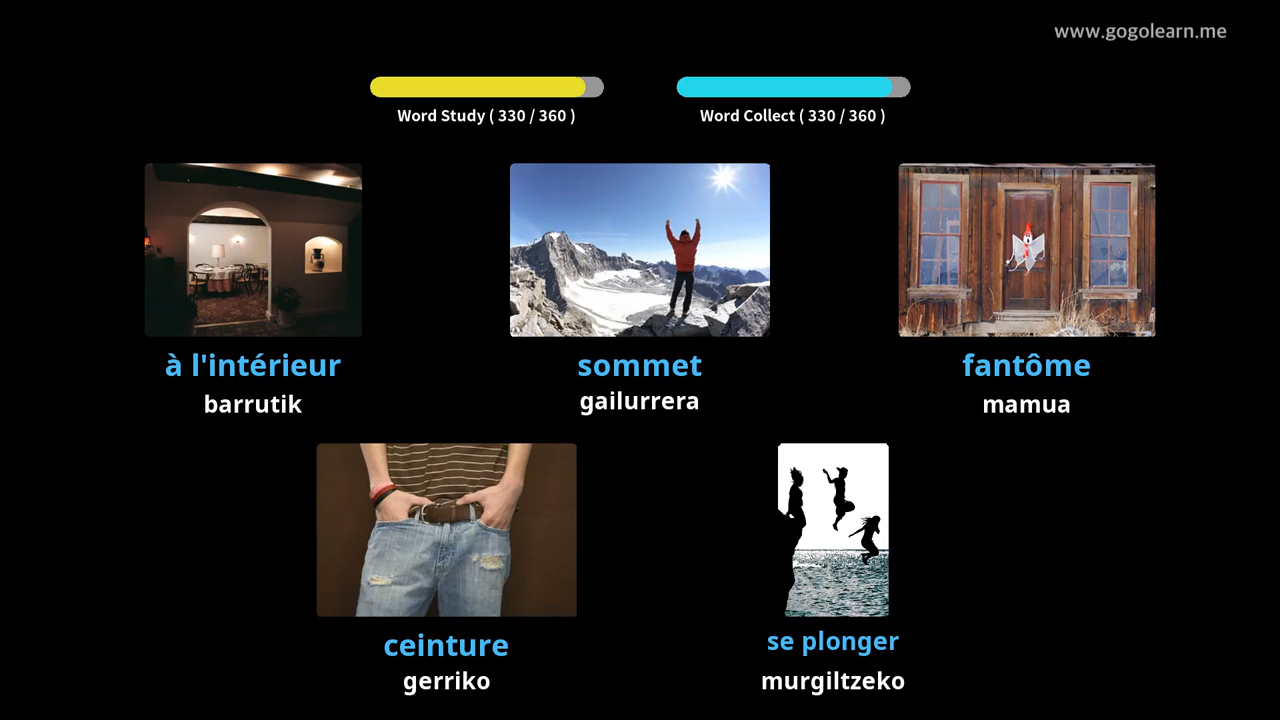 www.gogolearn.me
Word Study ( 330 / 360 )
Word Collect ( 330 / 360 )
à l'intérieur
barrutik
sommet
gailurrera
fantôme
mamua
ceinture
gerriko
se plonger
murgiltzeko